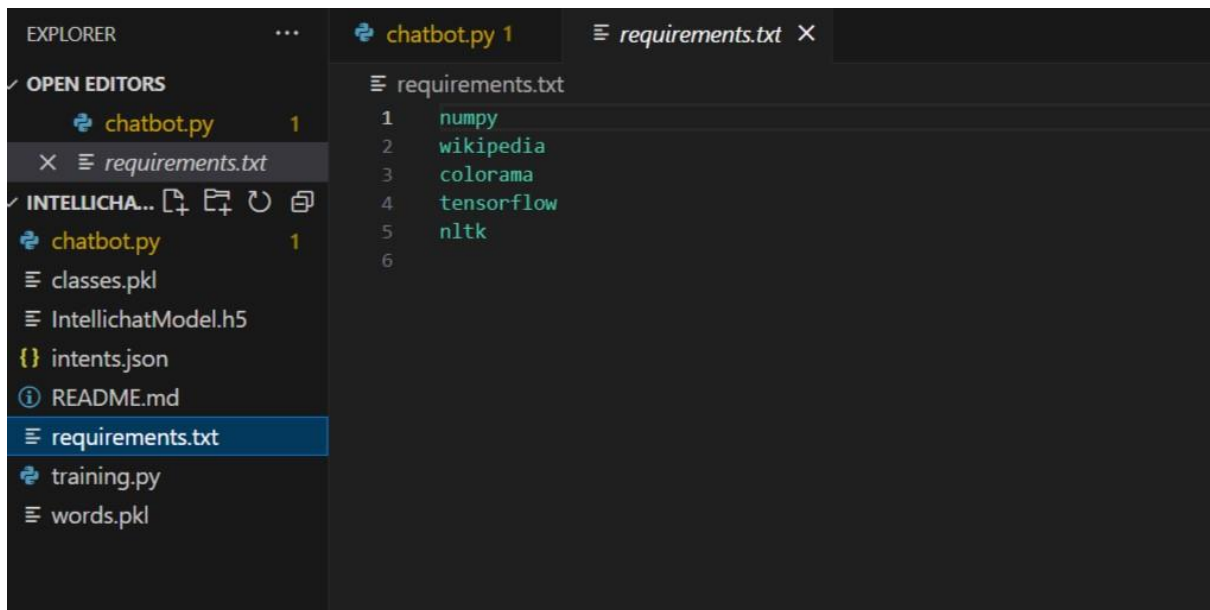 EXPLORER ...
OPEN EDITORS
chatbot.py 1
requirements.txt
INTELLICHA...
chatbot.py 1
classes.pkl
IntellichatModel.h5
{} intents.json
README.md
requirements.txt
training.py
words.pkl
chatbot.py 1 requirements.txt
requirements.txt
1 numpy
2 wikipedia
3 colorama
4 tensorflow
5 nltk
6